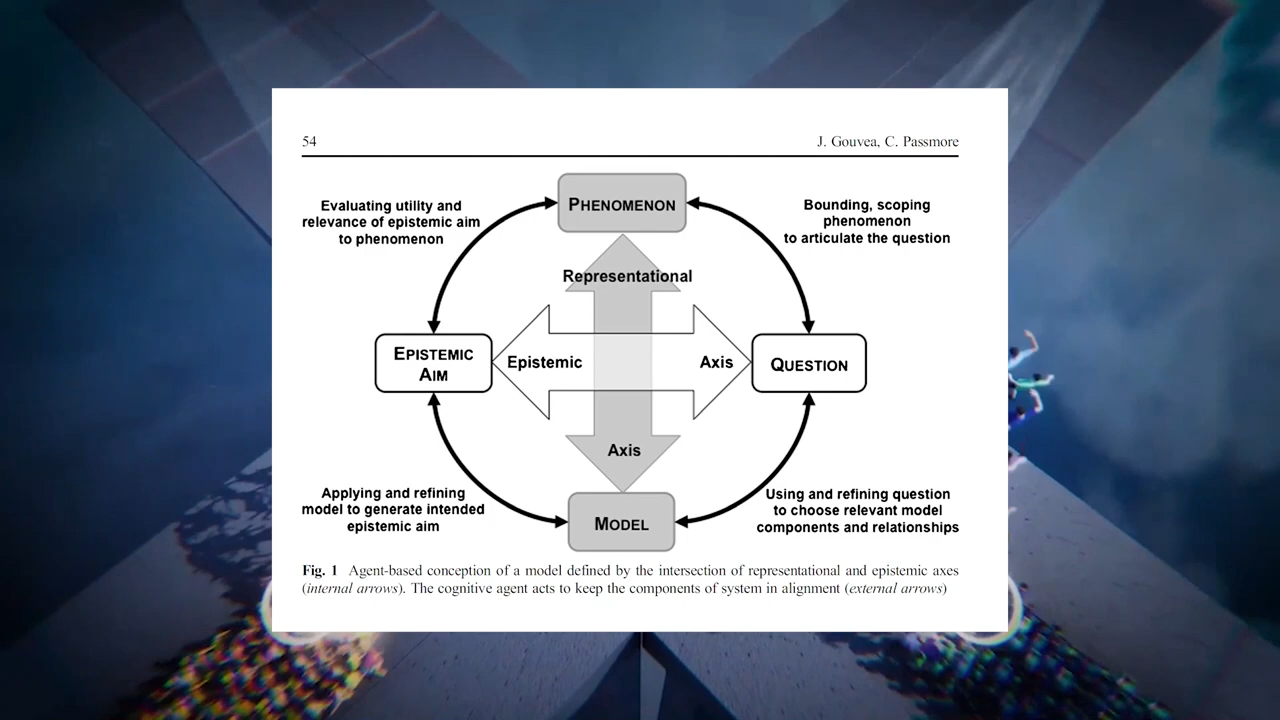 54
J. Gouvea, C. Passmore
Evaluating utility and
relevance of epistemic aim
to phenomenon
PHENOMENON
Bounding, scoping
phenomenon
to articulate the question
Representational
EPISTEMIC
AIM
Epistemic
Axis
QUESTION
Axis
Applying and refining
model to generate intended
epistemic aim
MODEL
Using and refining question
to choose relevant model
components and relationships
Fig. 1 Agent-based conception of a model defined by the intersection of representational and epistemic axes
(internal arrows). The cognitive agent acts to keep the components of system in alignment (external arrows)